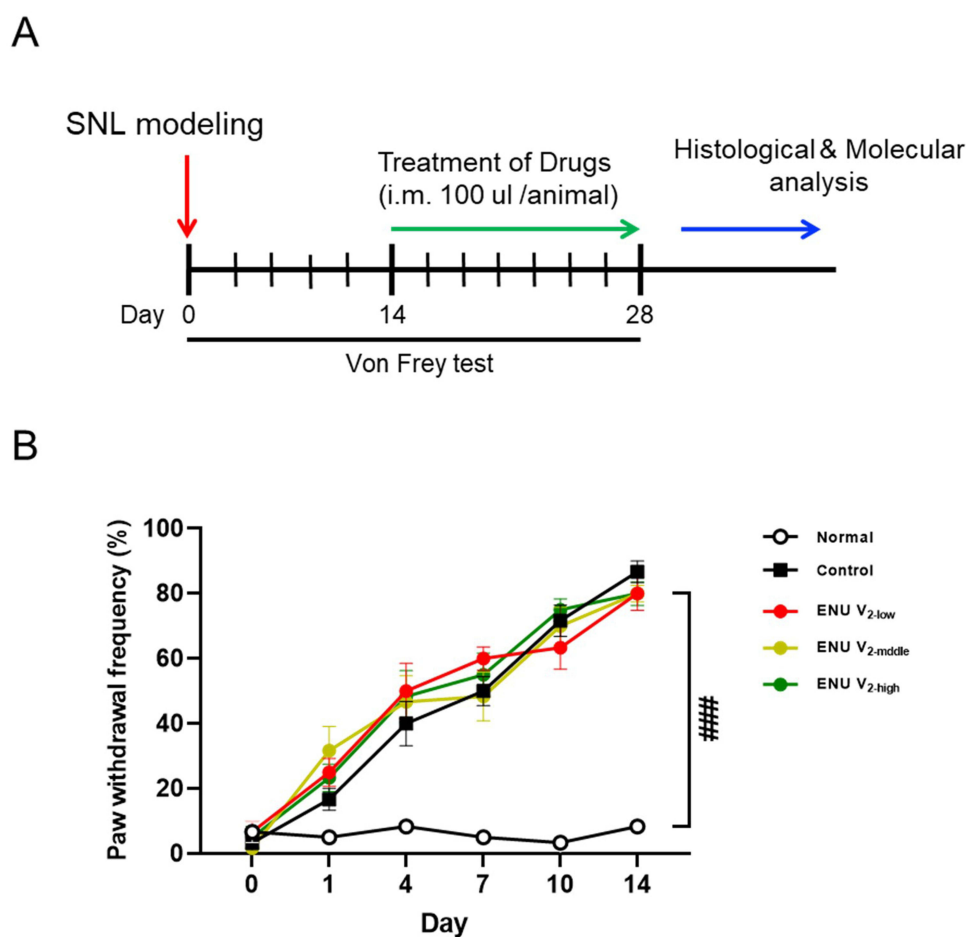 A
SNL modeling
Treatment of Drugs
(i.m. 100 ul /animal)
Histological & Molecular
analysis
Day 0 14 28
Von Frey test
B
Paw withdrawal frequency (%)
100
80
60
40
20
0
0 1 4 7 10 14
Day
Normal
Control
ENU V2-low
ENU V2-mddle
ENU V2-high
###